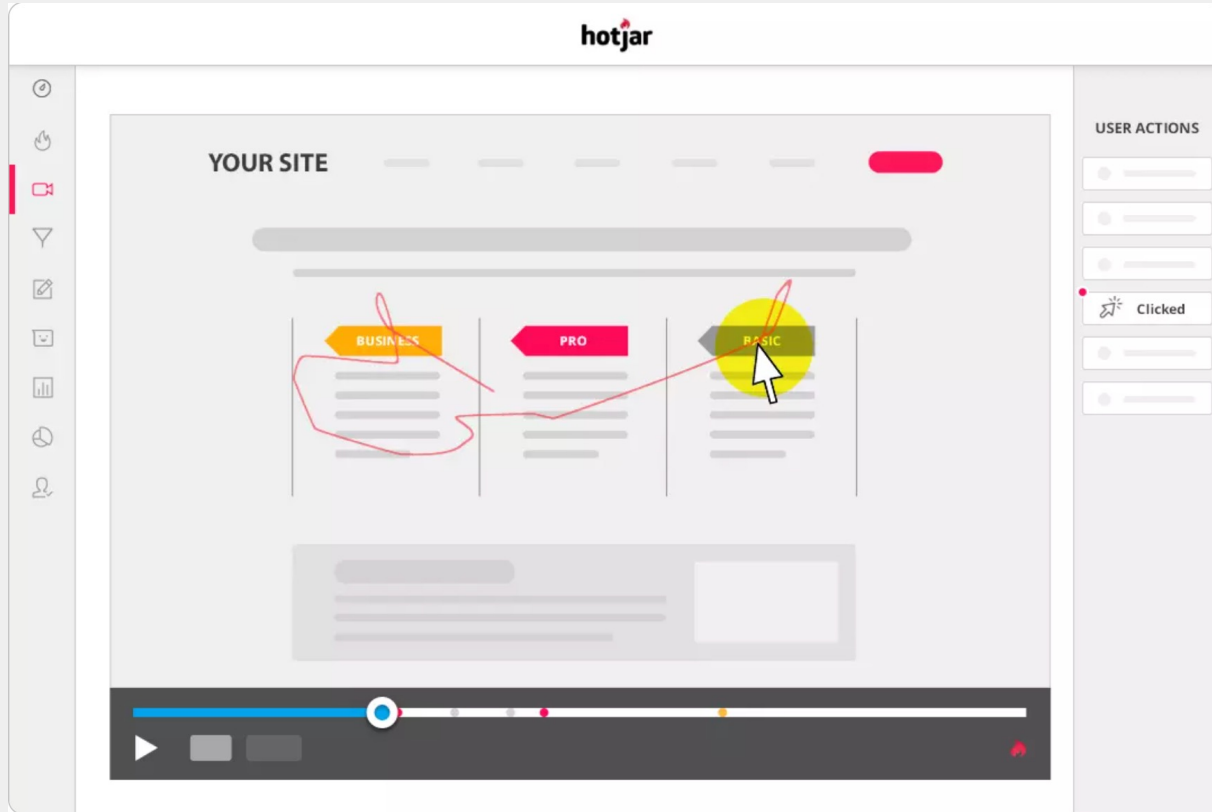 hotjar
USER ACTIONS
YOUR SITE
BUSINESS
PRO
BASIC
Clicked